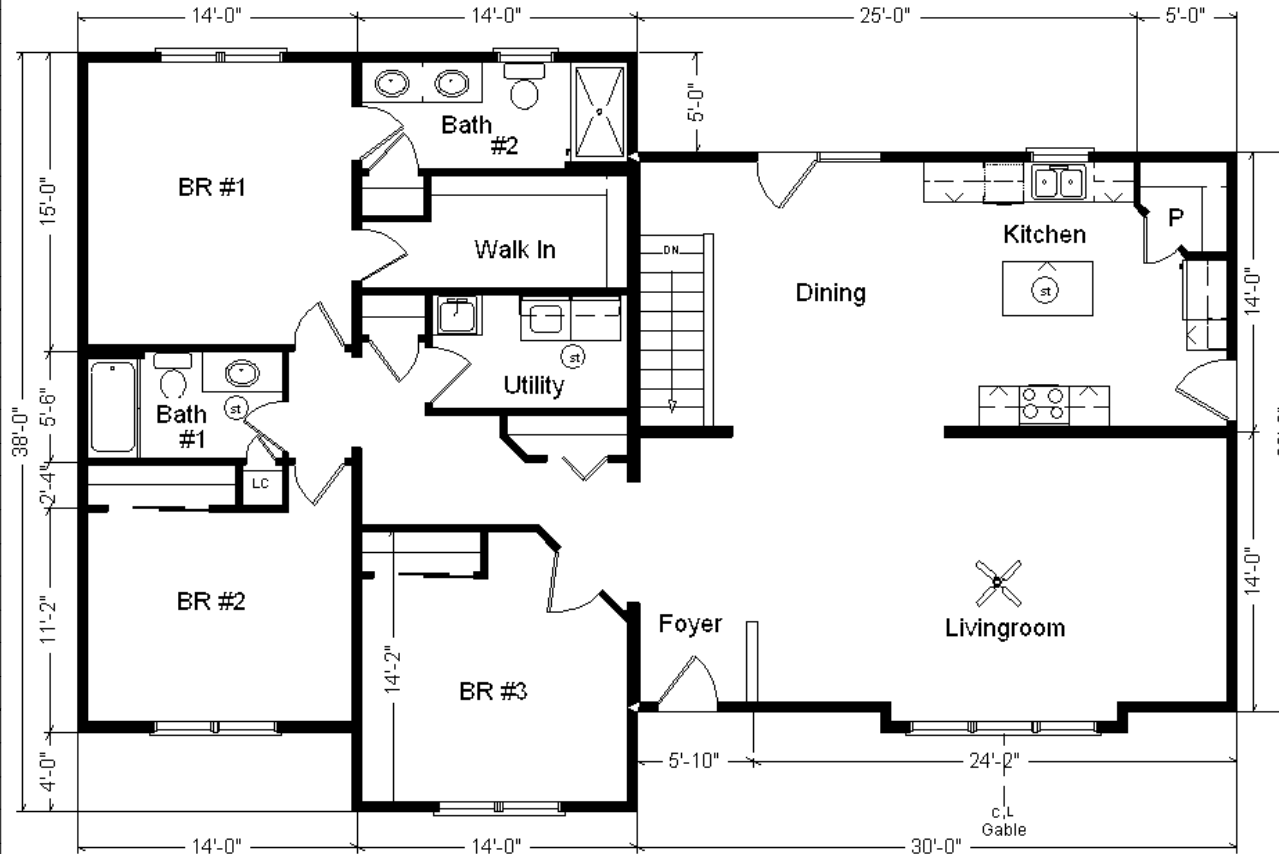 14'-0"
14'-0"
25'-0"
5'-0"
5'-0"
Bath
#2
BR #1
15'-0"
P
Kitchen
Walk In
DN
Dining
st
14'-0"
st
Utility
38'-0"
5'-6"
Bath
#1
st
2'-4"
LC
11'-2"
BR #2
14'-0"
Foyer
Livingroom
14'-2"
BR #3
4'-0"
5'-10"
24'-2"
C,L
Gable
14'-0"
14'-0"
30'-0"